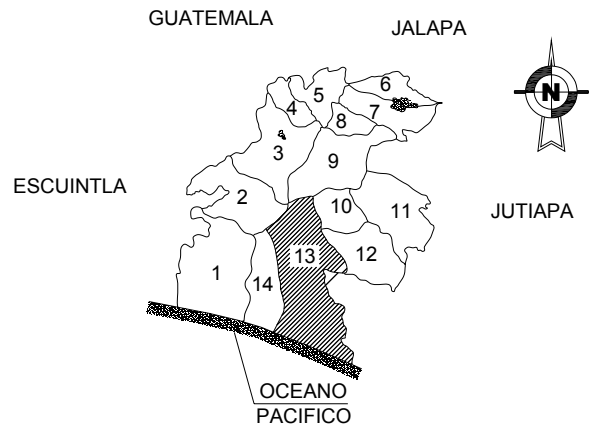 GUATEMALA
JALAPA
6
5
4
7
8
N
3
9
ESCUINTLA
2
10
11
JUTIAPA
12
13
1
14
OCEANO
PACIFICO